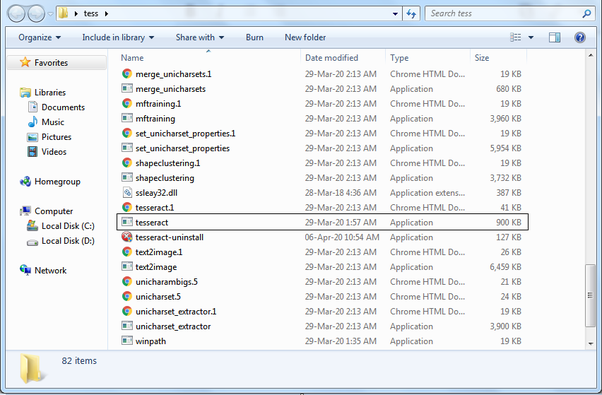 tess
Search tess
Organize Include in library Share with Burn New folder
Name Date modified Type Size
Favorites
Libraries
Documents
Music
Pictures
Videos
Homegroup
Computer
Local Disk (C:)
Local Disk (D:)
Network
merge_unicharsets.1 29-Mar-20 2:13 AM Chrome HTML Do... 19 KB
merge_unicharsets 29-Mar-20 2:13 AM Application 680 KB
mftraining.1 29-Mar-20 2:13 AM Chrome HTML Do... 19 KB
mftraining 29-Mar-20 2:13 AM Application 3,960 KB
set_unicharset_properties.1 29-Mar-20 2:13 AM Chrome HTML Do... 19 KB
set_unicharset_properties 29-Mar-20 2:13 AM Application 5,954 KB
shapeclustering.1 29-Mar-20 2:13 AM Chrome HTML Do... 19 KB
shapeclustering 29-Mar-20 2:13 AM Application 3,732 KB
ssleay32.dll 28-Mar-18 4:36 AM Application extens... 387 KB
tesseract.1 29-Mar-20 2:13 AM Chrome HTML Do... 41 KB
tesseract 29-Mar-20 1:57 AM Application 900 KB
tesseract-uninstall 06-Apr-20 10:54 AM Application 127 KB
text2image.1 29-Mar-20 2:13 AM Chrome HTML Do... 26 KB
text2image 29-Mar-20 2:13 AM Application 6,459 KB
unicharambigs.5 29-Mar-20 2:13 AM Chrome HTML Do... 21 KB
unicharset.5 29-Mar-20 2:13 AM Chrome HTML Do... 24 KB
unicharset_extractor.1 29-Mar-20 2:13 AM Chrome HTML Do... 19 KB
unicharset_extractor 29-Mar-20 2:13 AM Application 3,900 KB
winpath 29-Mar-20 1:35 AM Application 19 KB
82 items